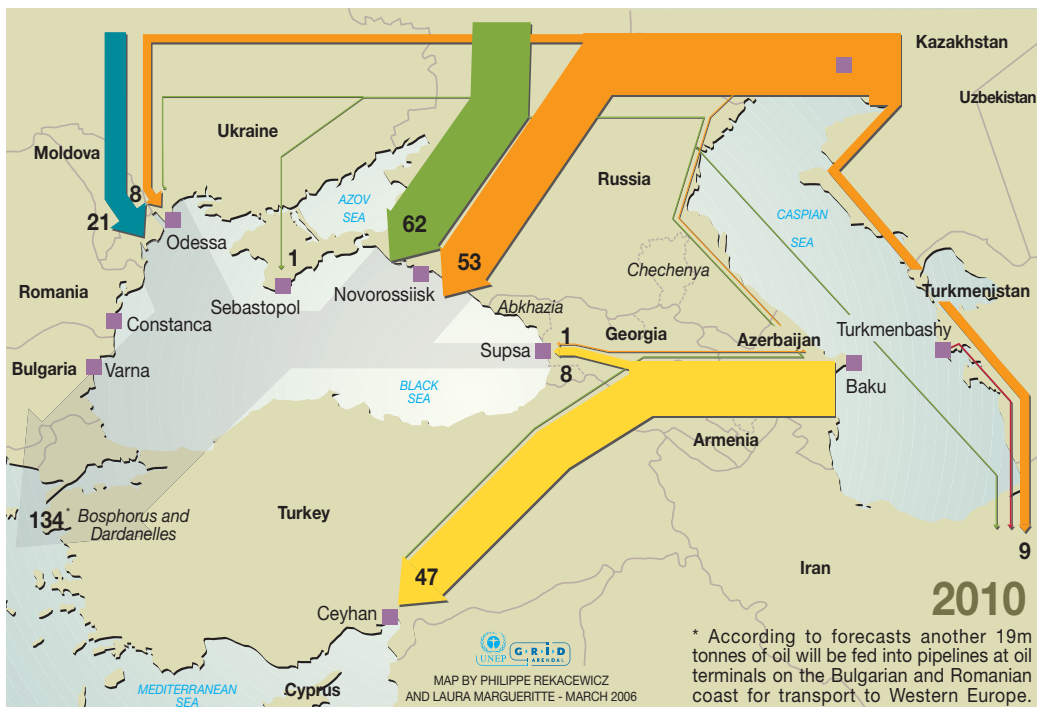 Kazakhstan
Uzbekistan
Ukraine
Moldova
Russia
8
AZOV
SEA
21
62
CASPIAN
SEA
Odessa
53
1
Chechenya
Romania
Sebastopol
Novorossiisk
Turkmenistan
Abkhazia
Constanca
Georgia
Azerbaijan
Turkmenbashy
1
Supsa
Bulgaria
Varna
8
Baku
BLACK
SEA
Armenia
134*
Bosphorus and
Dardanelles
Turkey
9
47
Iran
2010
Ceyhan
UNEP
GRID
ARENDAL
* According to forecasts another 19m
tonnes of oil will be fed into pipelines at oil
terminals on the Bulgarian and Romanian
coast for transport to Western Europe.
MAP BY PHILIPPE REKACEWICZ
AND LAURA MARGUERITTE - MARCH 2006
MEDITERRANEAN
SEA
Cyprus